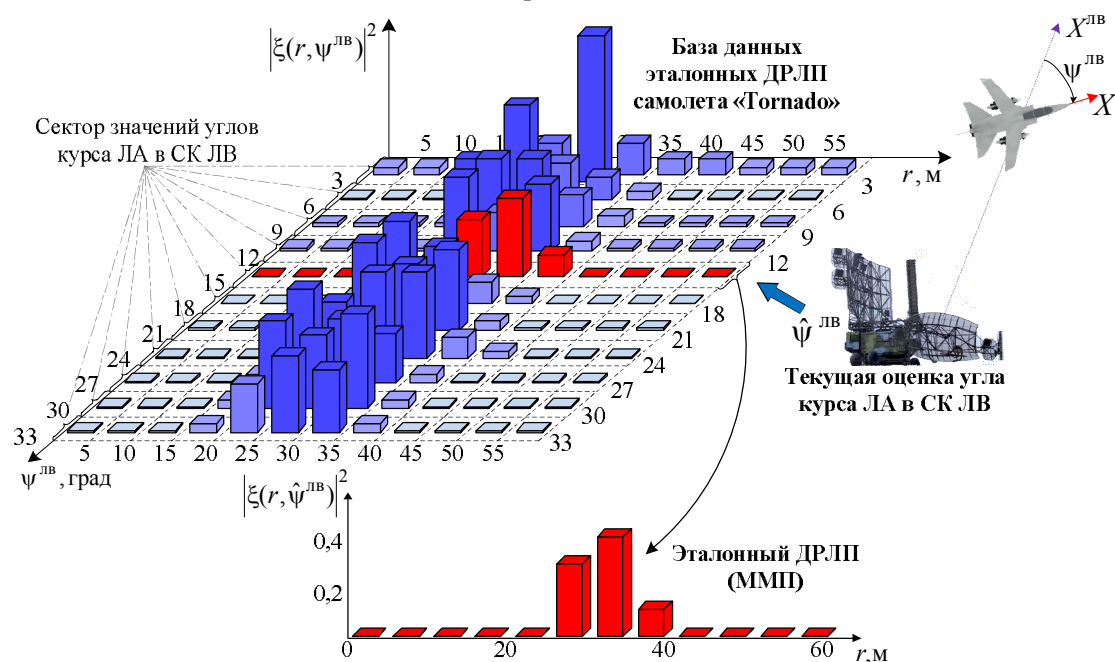 |ξ(r,ψ^лв)|²
База данных
эталонных ДРЛП
самолета «Tornado»
X^лв
ψ^лв
X
Сектор значений углов
курса ЛА в СК ЛВ
5 10 35 40 45 50 55
r, м
3 6 9 12 15 18 21 24 27 30 33
3 6 9 12 18 21 24 27 30 33
ψ̂^лв
Текущая оценка угла
курса ЛА в СК ЛВ
5 10 15 20 25 30 35 40 45 50 55
ψ^лв, град
|ξ(r,ψ̂^лв)|²
0,4
Эталонный ДРЛП
(ММП)
0,2
0 20 40 60
r,м